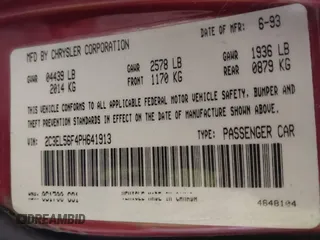 DATE OF MFR 6-93
MFD BY CHRYSLER CORPORATION
GVWR 04439 LB 2014 KG
GAWR FRONT 2578 LB 1170 KG
GAWR REAR 1936 LB 0879 KG
THIS VEHICLE CONFORMS TO ALL APPLICABLE FEDERAL MOTOR VEHICLE SAFETY, BUMPER AND
THEFT PREVENTION STANDARDS IN EFFECT ON THE DATE OF MANUFACTURE SHOWN ABOVE.
VIN: 2C3EL56F4PH641913 TYPE: PASSENGER CAR
VEHICLE MADE IN
4648104
DREAMBID